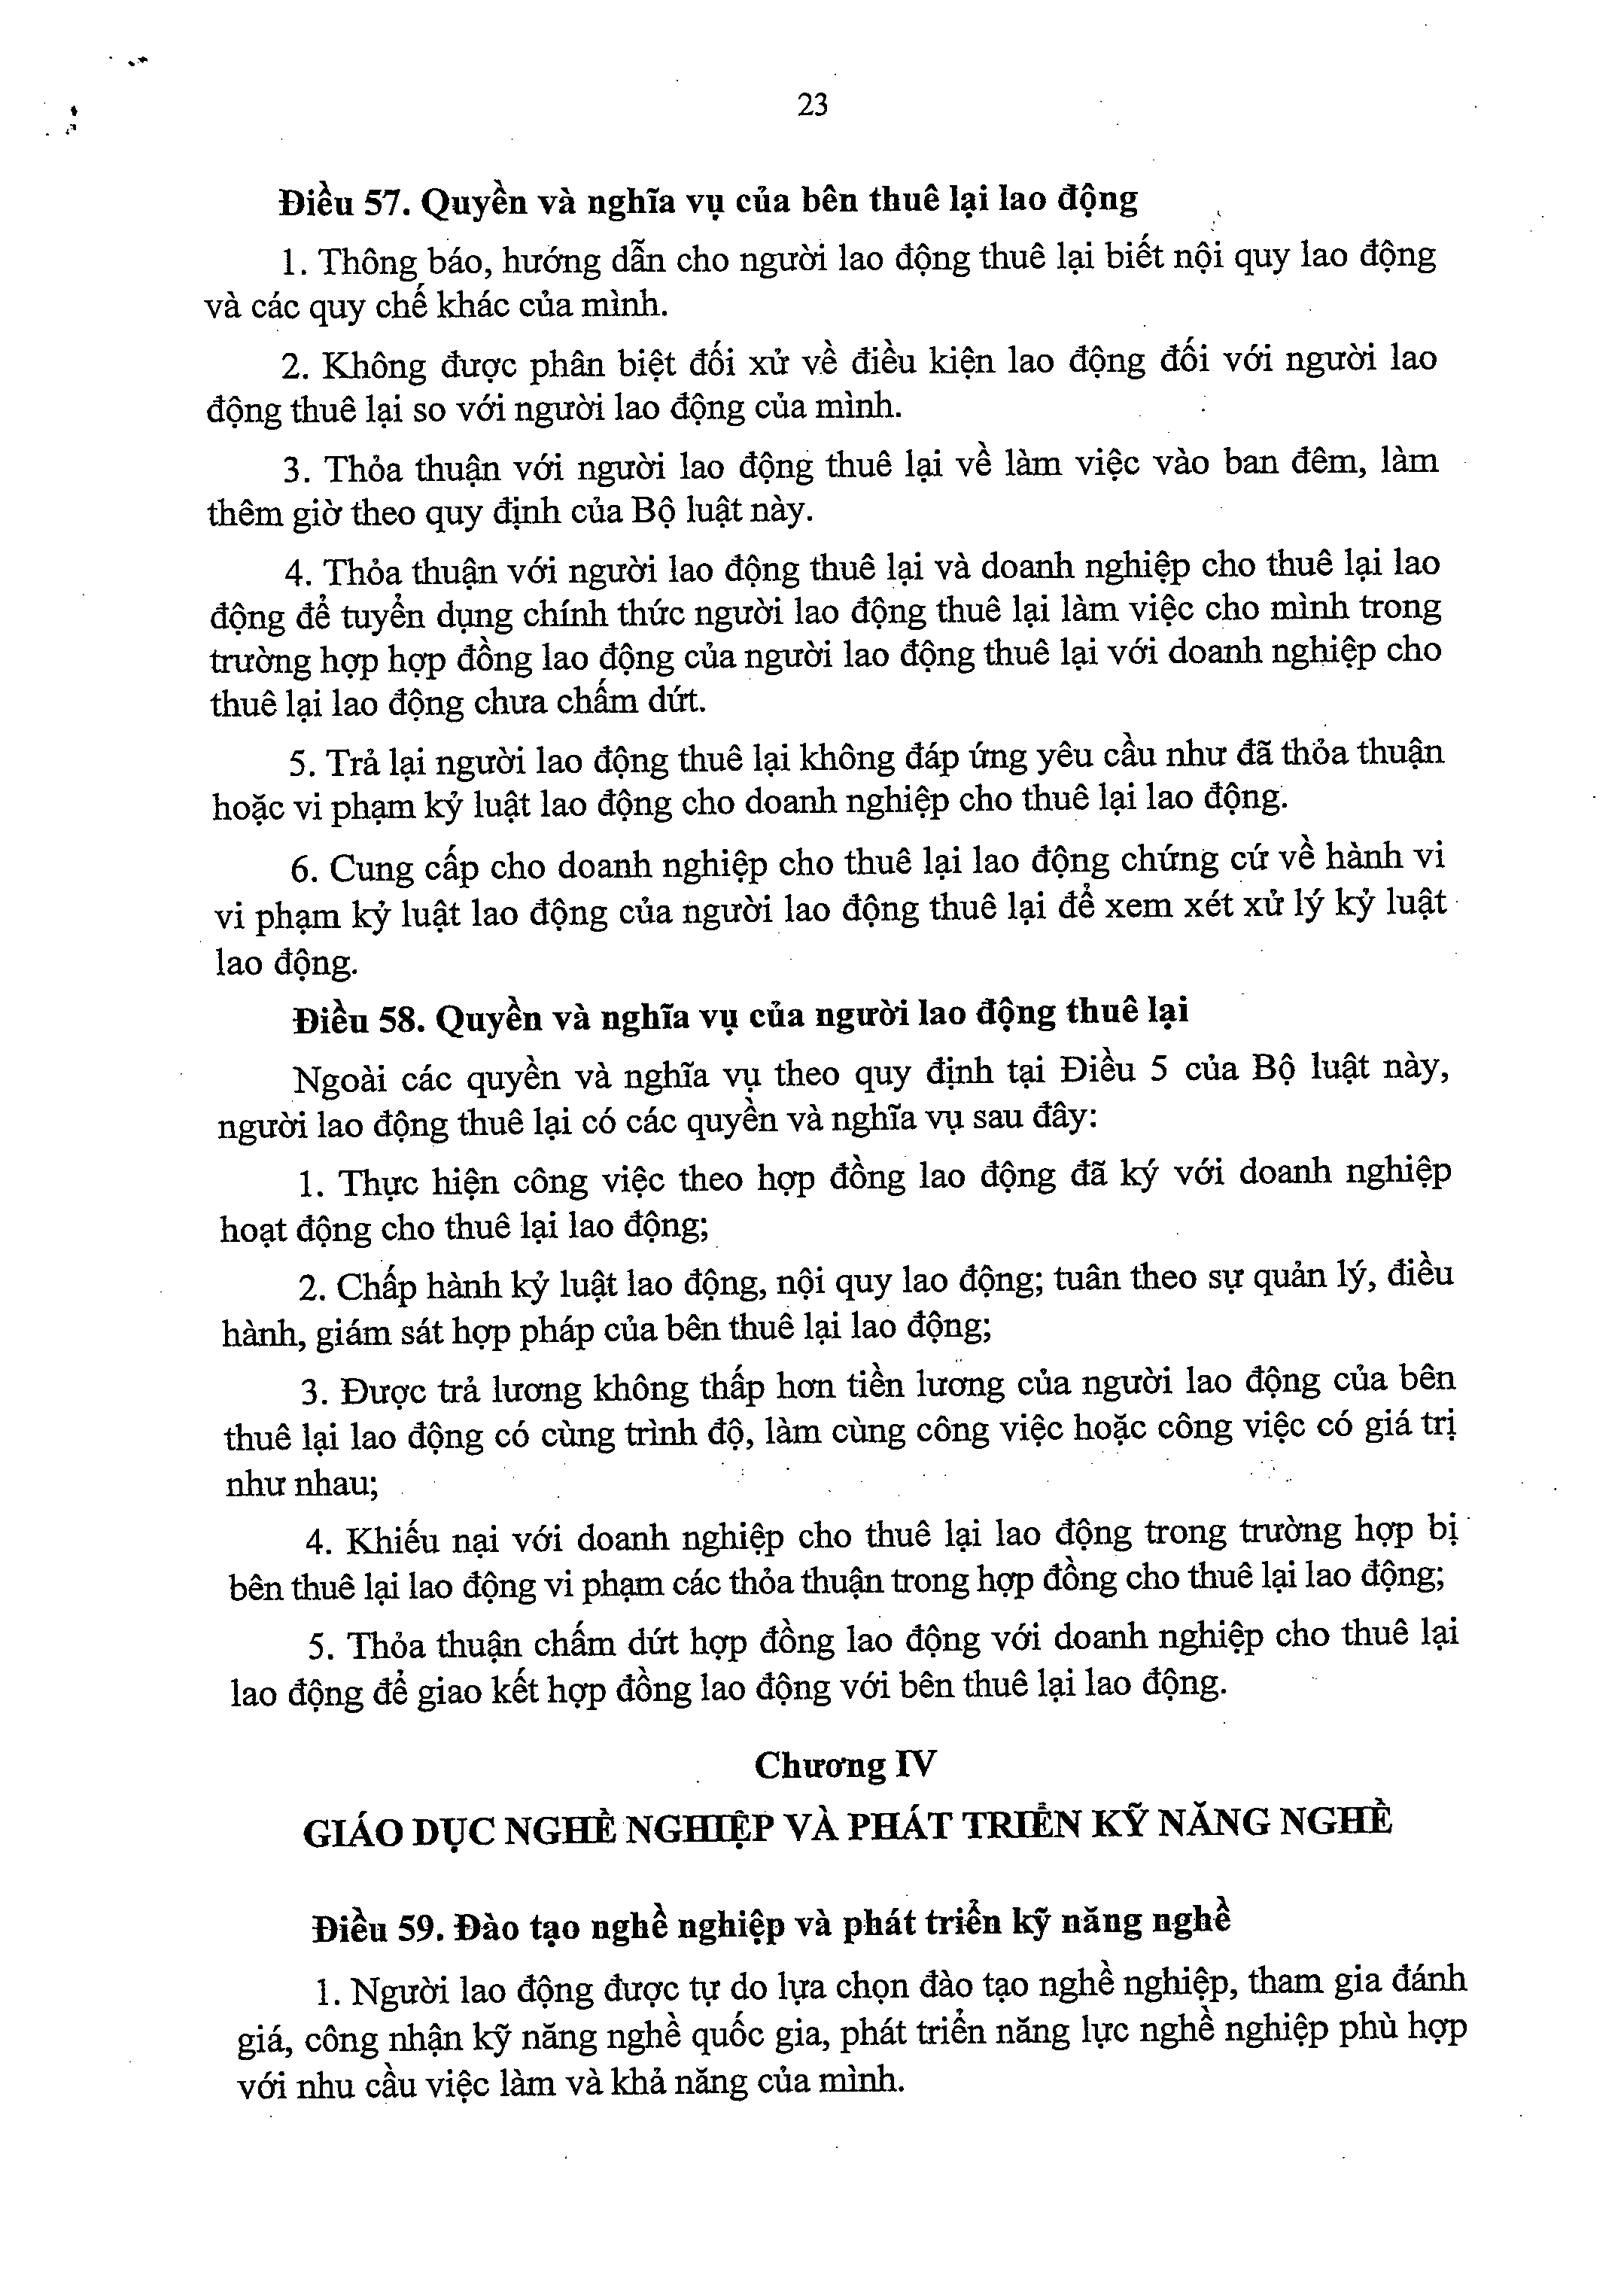 23
Điều 57. Quyền và nghĩa vụ của bên thuê lại lao động
1. Thông báo, hướng dẫn cho người lao động thuê lại biết nội quy lao động
và các quy chế khác của mình.
2. Không được phân biệt đối xử về điều kiện lao động đối với người lao
động thuê lại so với người lao động của mình.
3. Thỏa thuận với người lao động thuê lại về làm việc vào ban đêm, làm
thêm giờ theo quy định của Bộ luật này.
4. Thỏa thuận với người lao động thuê lại và doanh nghiệp cho thuê lại lao
động để tuyển dụng chính thức người lao động thuê lại làm việc cho mình trong
trường hợp hợp đồng lao động của người lao động thuê lại với doanh nghiệp cho
thuê lại lao động chưa chấm dứt.
5. Trả lại người lao động thuê lại không đáp ứng yêu cầu như đã thỏa thuận
hoặc vi phạm kỷ luật lao động cho doanh nghiệp cho thuê lại lao động.
6. Cung cấp cho doanh nghiệp cho thuê lại lao động chứng cứ về hành vi
vi phạm kỷ luật lao động của người lao động thuê lại để xem xét xử lý kỷ luật
lao động.
Điều 58. Quyền và nghĩa vụ của người lao động thuê lại
Ngoài các quyền và nghĩa vụ theo quy định tại Điều 5 của Bộ luật này,
người lao động thuê lại có các quyền và nghĩa vụ sau đây:
1. Thực hiện công việc theo hợp đồng lao động đã ký với doanh nghiệp
hoạt động cho thuê lại lao động;
2. Chấp hành kỷ luật lao động, nội quy lao động; tuân theo sự quản lý, điều
hành, giám sát hợp pháp của bên thuê lại lao động;
3. Được trả lương không thấp hơn tiền lương của người lao động của bên
thuê lại lao động có cùng trình độ, làm cùng công việc hoặc công việc có giá trị
như nhau;
4. Khiếu nại với doanh nghiệp cho thuê lại lao động trong trường hợp bị
bên thuê lại lao động vi phạm các thỏa thuận trong hợp đồng cho thuê lại lao động;
5. Thỏa thuận chấm dứt hợp đồng lao động với doanh nghiệp cho thuê lại
lao động để giao kết hợp đồng lao động với bên thuê lại lao động.
Chương IV
GIÁO DỤC NGHỀ NGHIỆP VÀ PHÁT TRIỂN KỸ NĂNG NGHỀ
Điều 59. Đào tạo nghề nghiệp và phát triển kỹ năng nghề
1. Người lao động được tự do lựa chọn đào tạo nghề nghiệp, tham gia đánh
giá, công nhận kỹ năng nghề quốc gia, phát triển năng lực nghề nghiệp phù hợp
với nhu cầu việc làm và khả năng của mình.